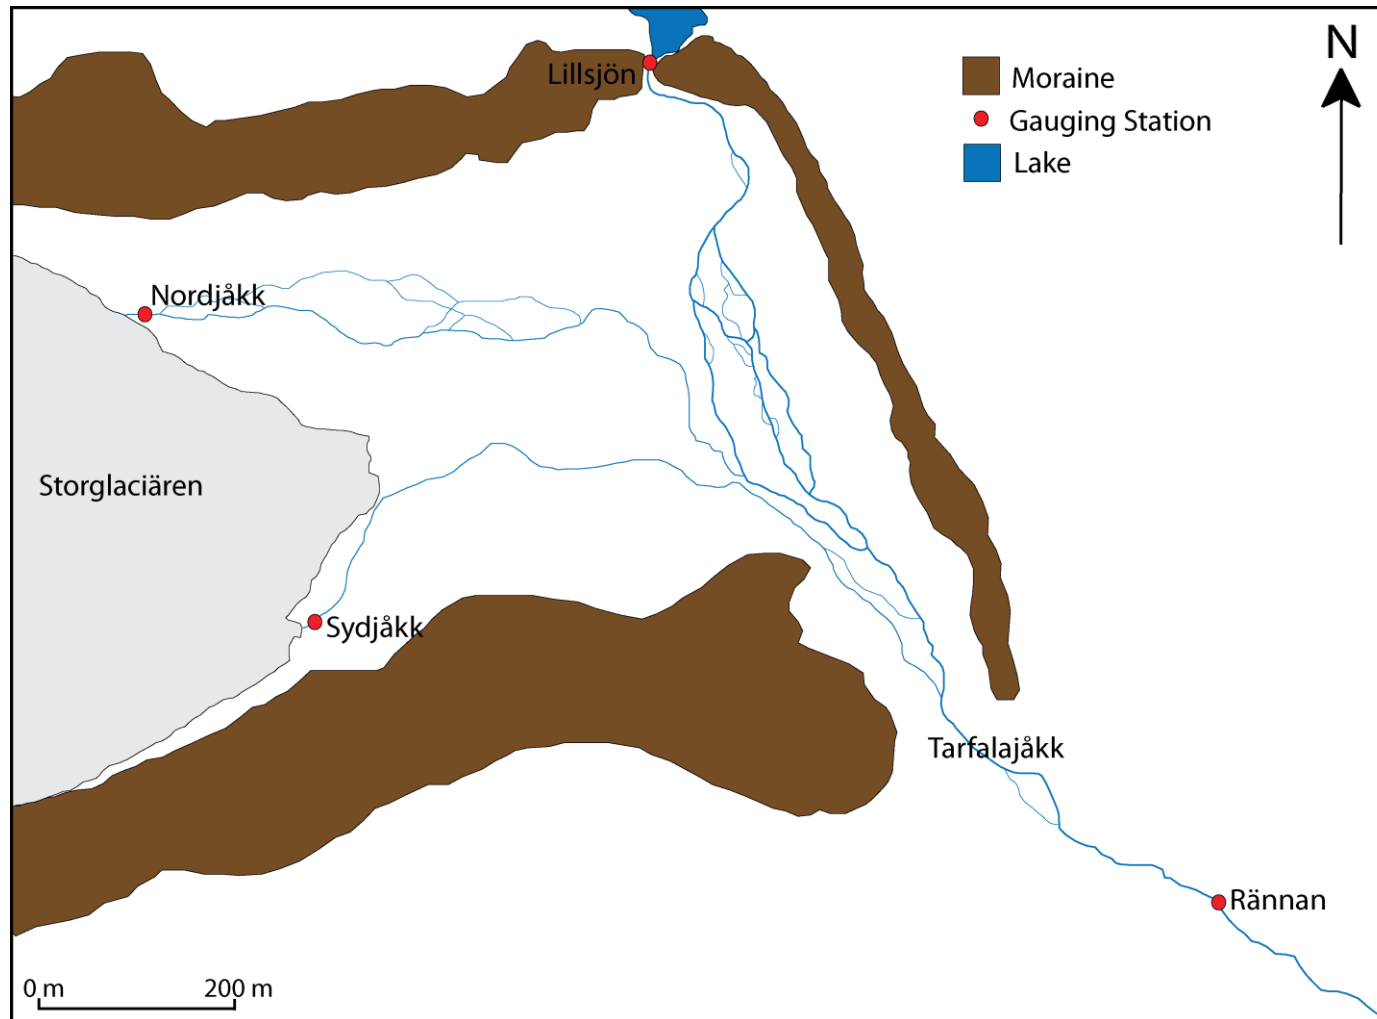 N
Lillsjön
Moraine
Gauging Station
Lake
Nordjåkk
Storglaciären
Sydjåkk
Tarfalajåkk
Rännan
0 m 200 m